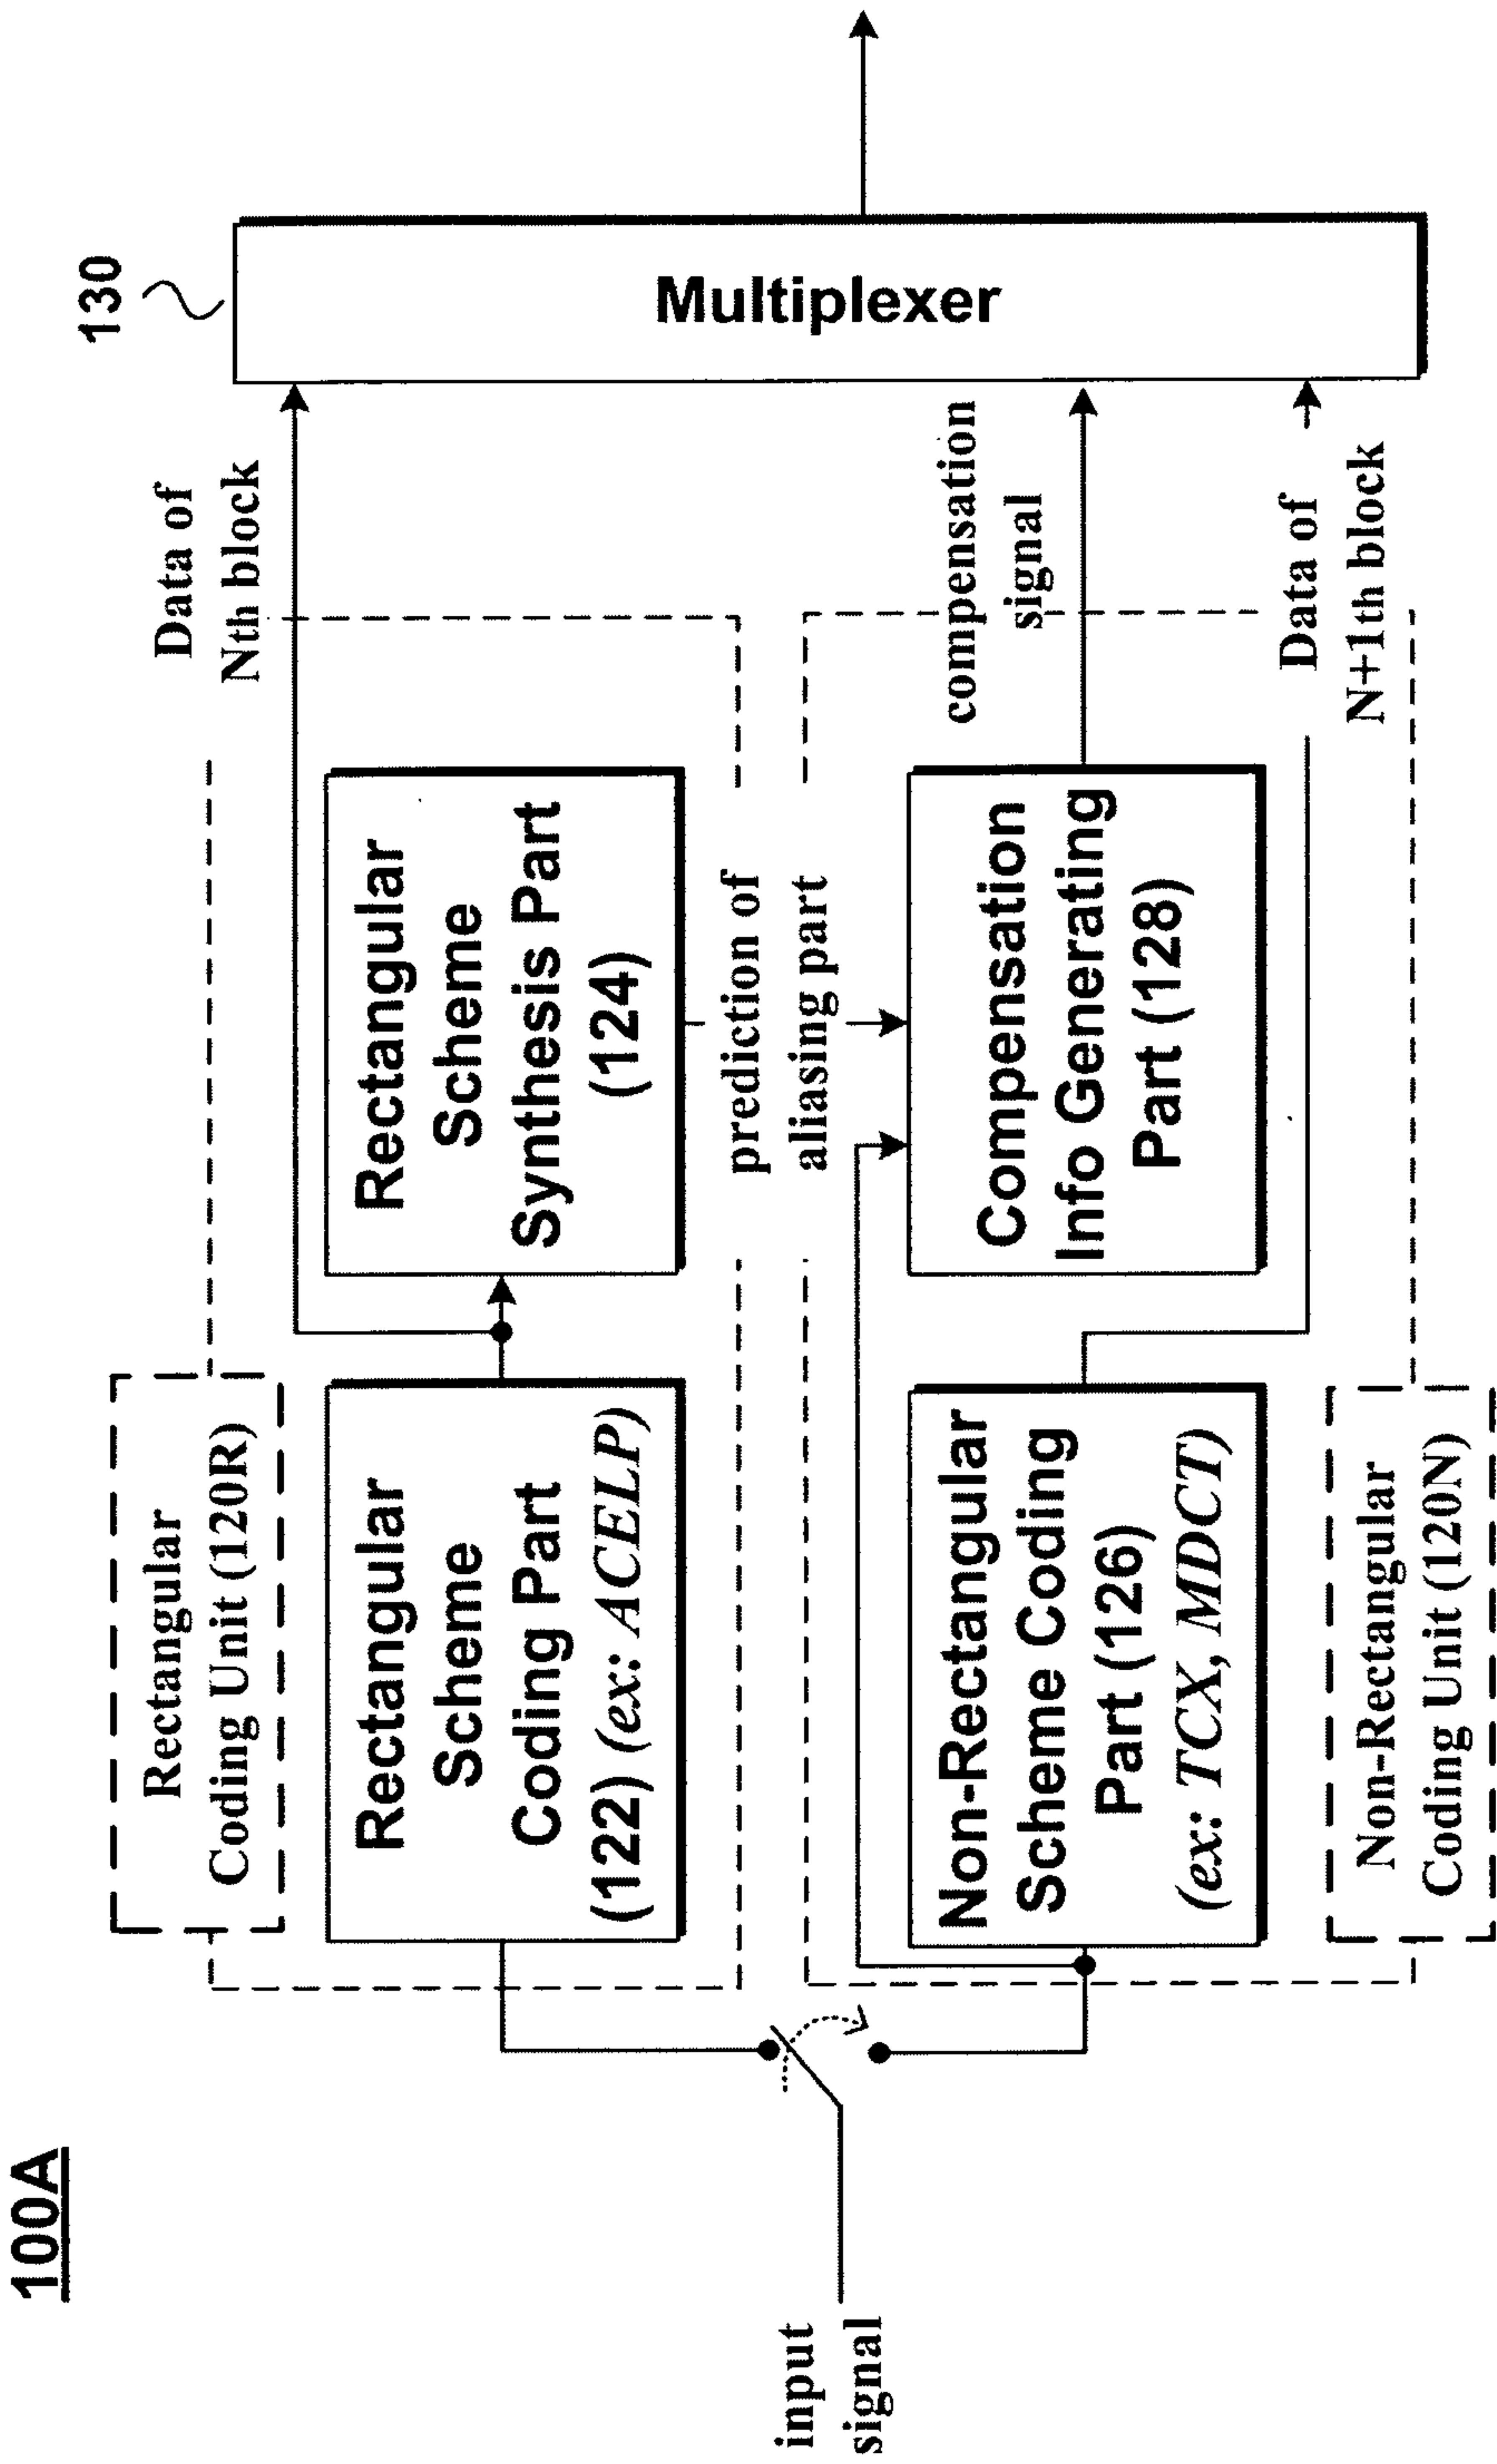 100A
input
signal
Rectangular
Coding Unit (120R)
Rectangular
Scheme
Coding Part
(122) (ex: ACELP)
Rectangular
Scheme
Synthesis Part
(124)
Data of
Nth block
prediction of
aliasing part
Non-Rectangular
Scheme Coding
Part (126)
(ex: TCX, MDCT)
Compensation
Info Generating
Part (128)
compensation
signal
Data of
N+1th block
Non-Rectangular
Coding Unit (120N)
130
Multiplexer